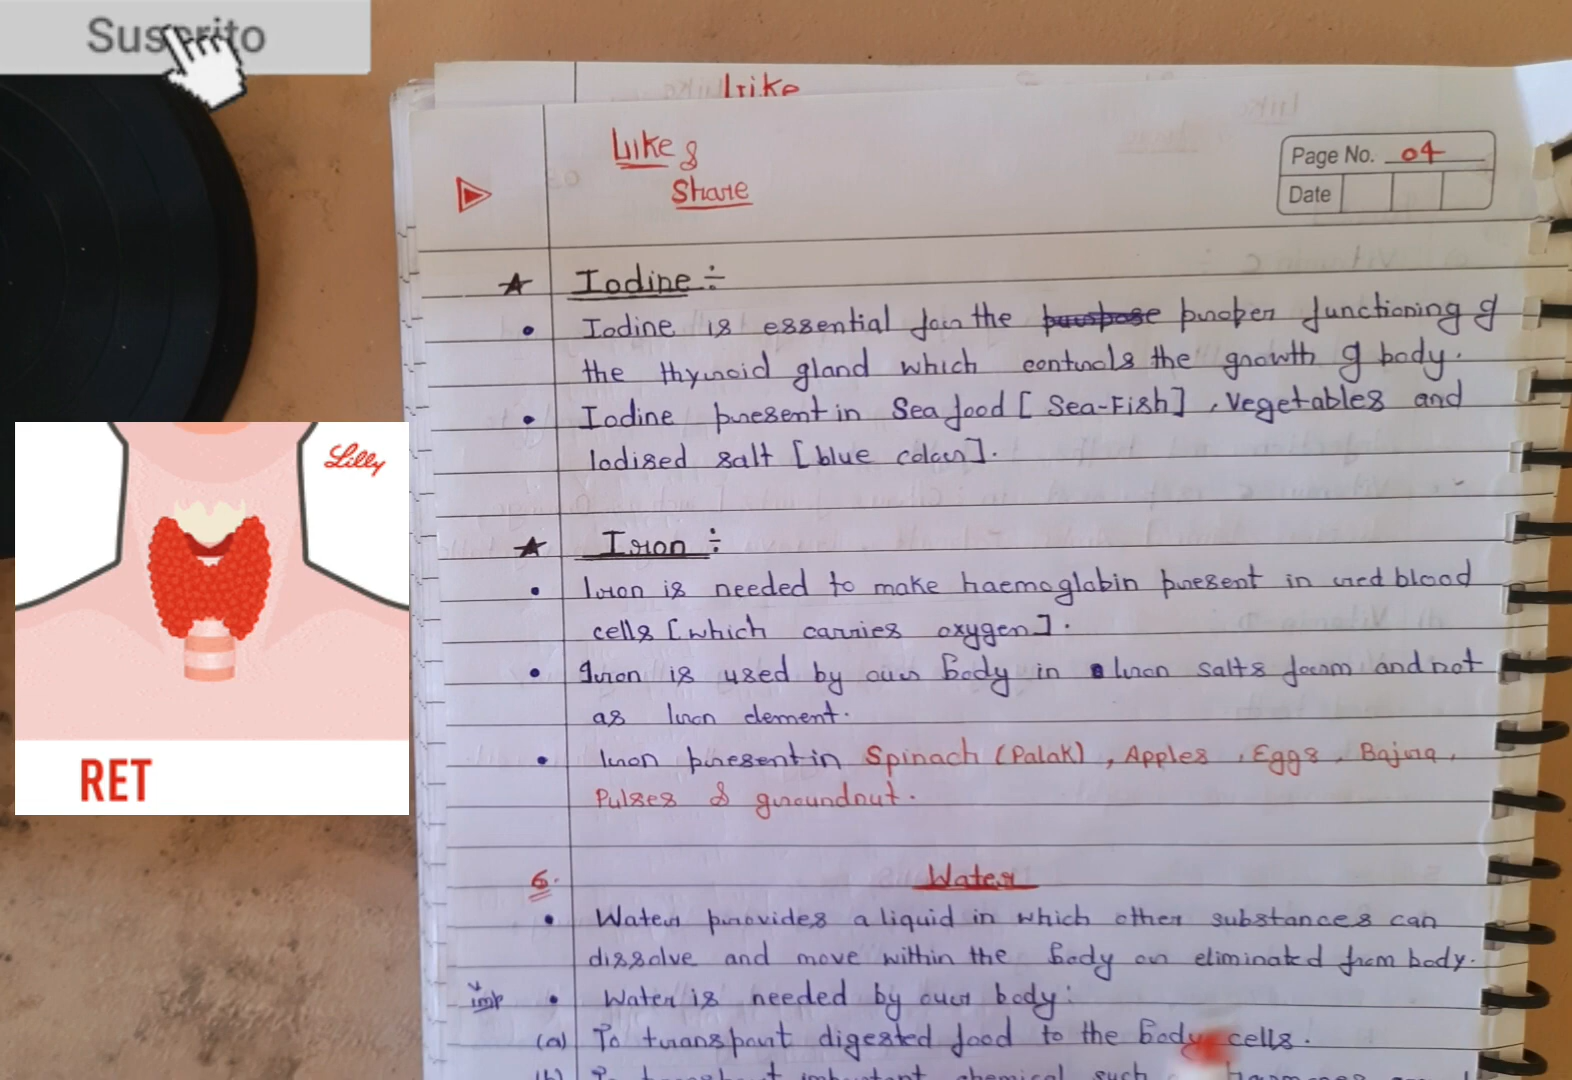 Suscrito
Like
Like &
Share
Page No. 04
Date
Iodine ÷
Iodine is essential for the purpose proper functioning of
the thyroid gland which controls the growth of body.
Iodine present in Sea food [ Sea-Fish] , Vegetables and
Iodised salt [blue colour].
Lilly
RET
Iron ÷
Iron is needed to make haemoglobin present in red blood
cells [which carries oxygen].
Iron is used by our Body in Iron salts form and not
as Iron element.
Iron present in Spinach (Palak) , Apples , Eggs , Bajra ,
Pulses & groundnut.
6. Water
Water provides a liquid in which other substances can
dissolve and move within the Body or eliminated from body.
v imp
Water is needed by our body:
(a) To transport digested food to the Body cells.
(b) To transport important chemical such